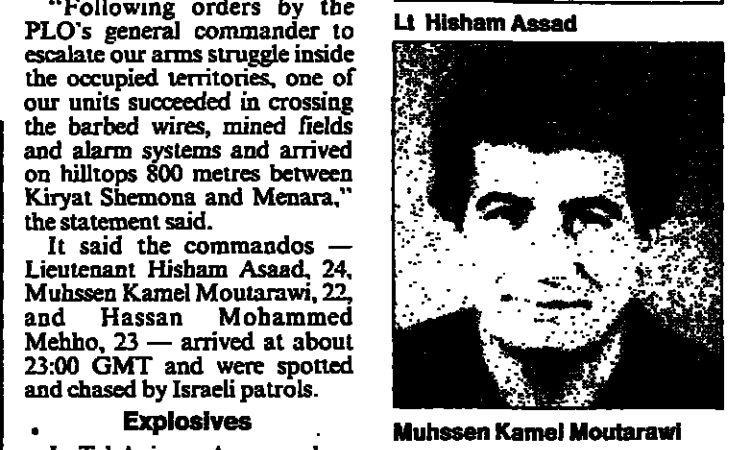 "Following orders by the
PLO's general commander to
escalate our arms struggle inside
the occupied territories, one of
our units succeeded in crossing
the barbed wires, mined fields
and alarm systems and arrived
on hilltops 800 metres between
Kiryat Shemona and Menara,"
the statement said.
It said the commandos —
Lieutenant Hisham Asaad, 24,
Muhssen Kamel Moutarawi, 22,
and Hassan Mohammed
Mehho, 23 — arrived at about
23:00 GMT and were spotted
and chased by Israeli patrols.
Explosives
Lt Hisham Assad
Muhssen Kamel Moutarawi